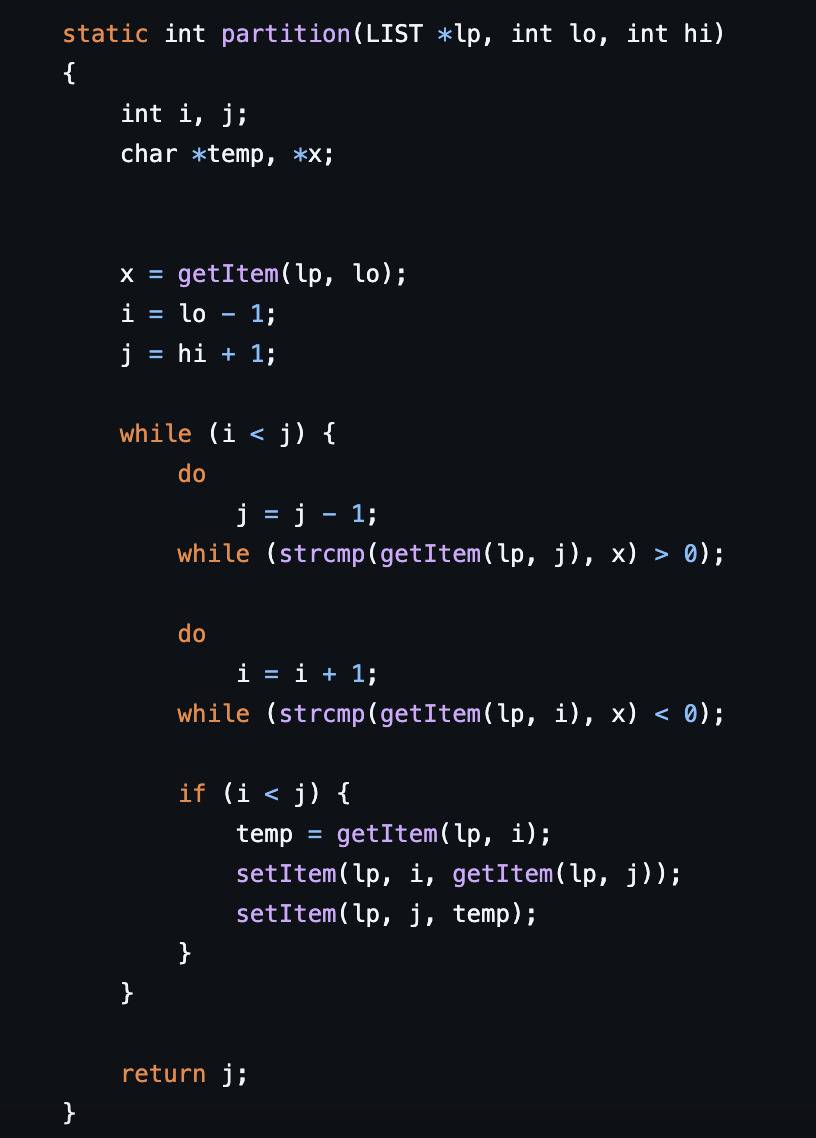 static int partition(LIST *lp, int lo, int hi)
{
    int i, j;
    char *temp, *x;


    x = getItem(lp, lo);
    i = lo - 1;
    j = hi + 1;

    while (i < j) {
        do
            j = j - 1;
        while (strcmp(getItem(lp, j), x) > 0);

        do
            i = i + 1;
        while (strcmp(getItem(lp, i), x) < 0);

        if (i < j) {
            temp = getItem(lp, i);
            setItem(lp, i, getItem(lp, j));
            setItem(lp, j, temp);
        }
    }

    return j;
}